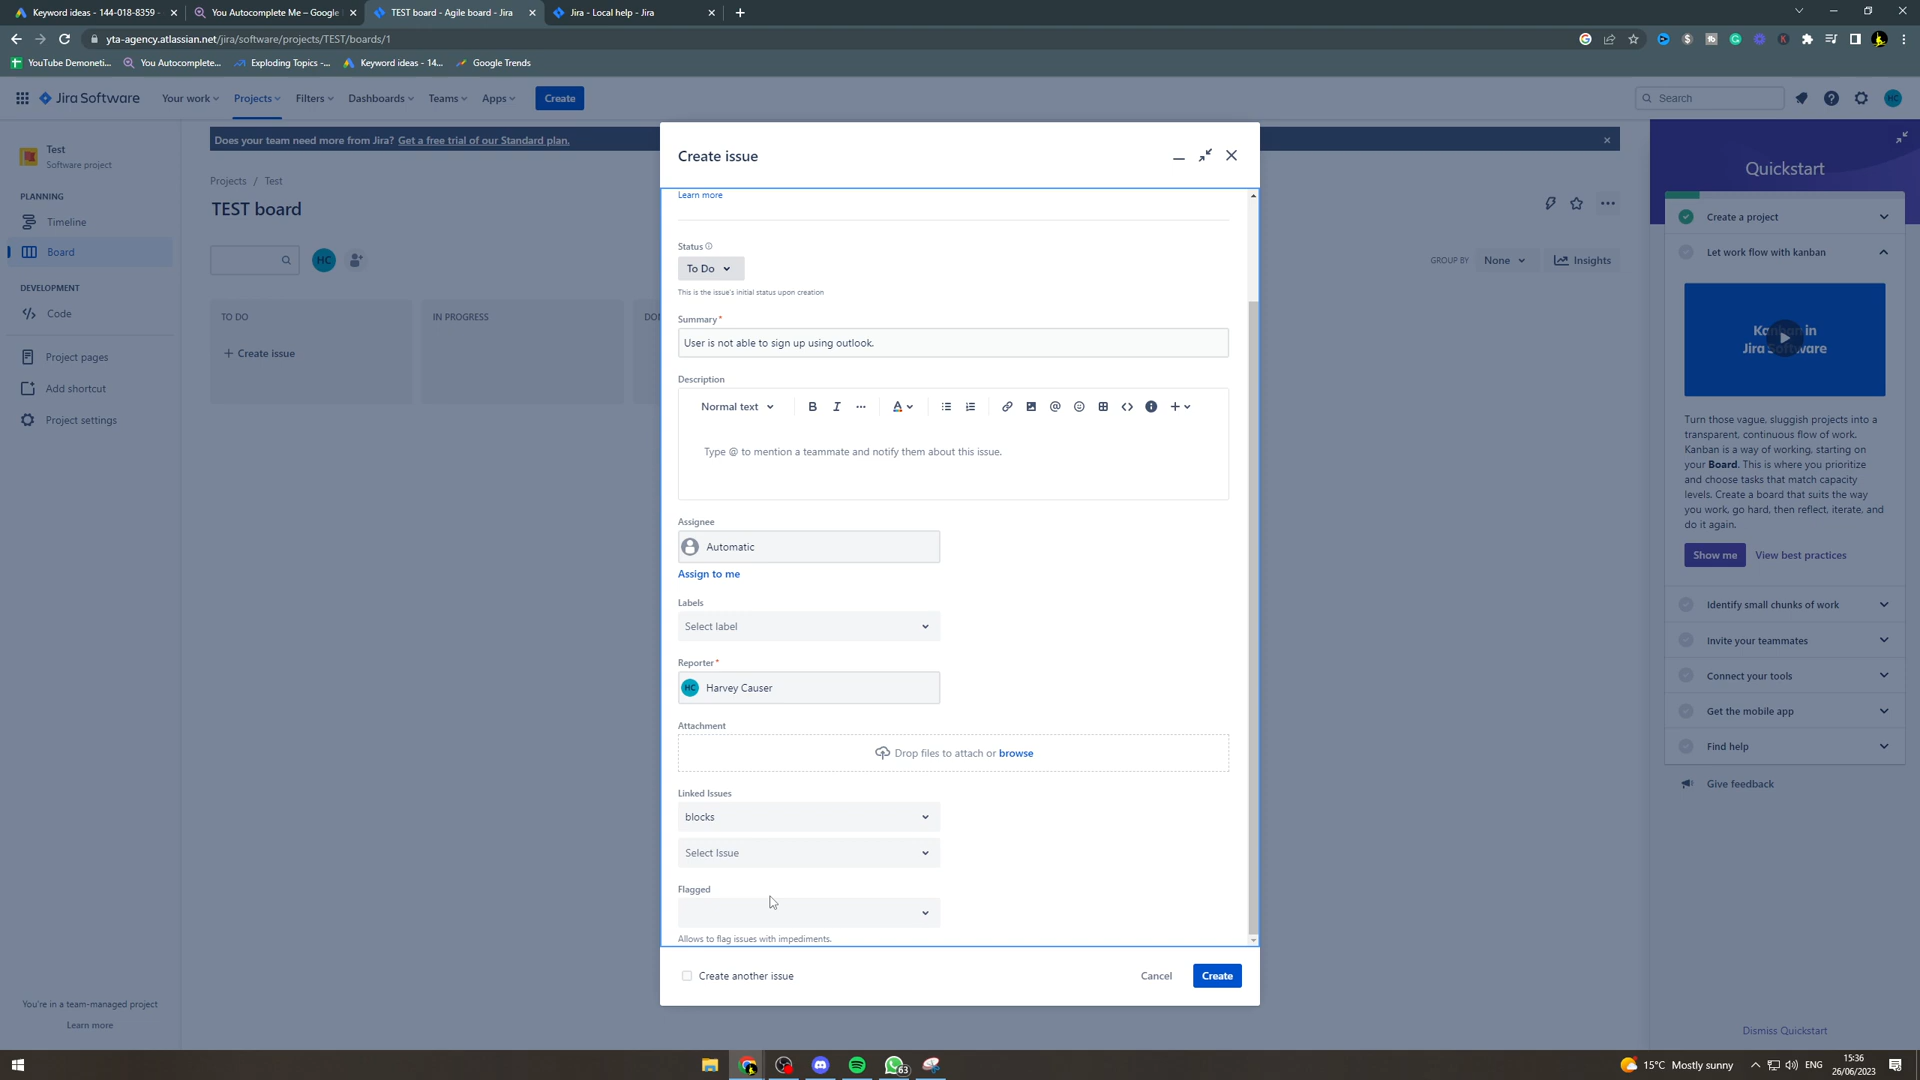 Keyword ideas - 144-018-8359 -
You Autocomplete Me – Google
TEST board - Agile board - Jira
Jira - Local help - Jira
yta-agency.atlassian.net/jira/software/projects/TEST/boards/1
YouTube Demoneti...
You Autocomplete...
Exploding Topics -...
Keyword ideas - 14...
Google Trends
Jira Software
Your work
Projects
Filters
Dashboards
Teams
Apps
Create
Search
HC
Does your team need more from Jira? Get a free trial of our Standard plan.
Test
Software project
PLANNING
Timeline
Board
DEVELOPMENT
Code
Project pages
Add shortcut
Project settings
You're in a team-managed project
Learn more
Projects / Test
TEST board
HC
GROUP BY None
Insights
TO DO
IN PROGRESS
+ Create issue
Create issue
Learn more
Status
To Do
This is the issue's initial status upon creation
Summary*
User is not able to sign up using outlook.
Description
Normal text
Type @ to mention a teammate and notify them about this issue.
Assignee
Automatic
Assign to me
Labels
Select label
Reporter*
HC Harvey Causer
Attachment
Drop files to attach or browse
Linked Issues
blocks
Select Issue
Flagged
Allows to flag issues with impediments.
Create another issue
Cancel
Create
Quickstart
Create a project
Let work flow with kanban
Kanban in
Jira Software
Turn those vague, sluggish projects into a
transparent, continuous flow of work.
Kanban is a way of working, starting on
your Board. This is where you prioritize
and choose tasks that match capacity
levels. Create a board that suits the way
you work, go hard, then reflect, iterate, and
do it again.
Show me
View best practices
Identify small chunks of work
Invite your teammates
Connect your tools
Get the mobile app
Find help
Give feedback
Dismiss Quickstart
63
15°C Mostly sunny
ENG
15:36
26/06/2023